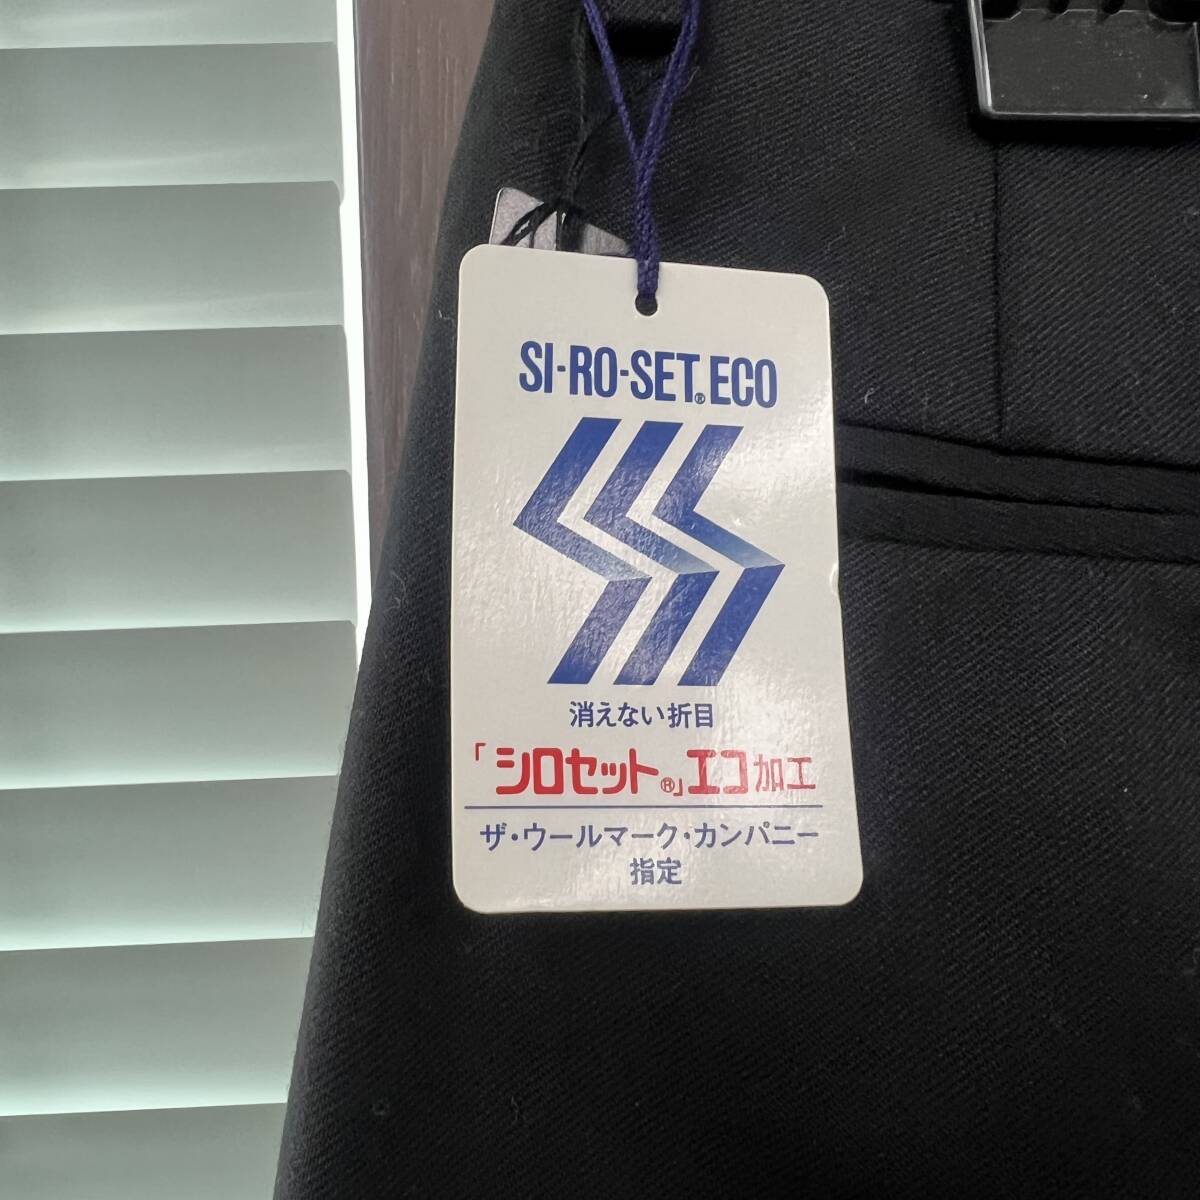 SI-RO-SET® ECO
消えない折目
「シロセット®」エコ加工
ザ・ウールマーク・カンパニー
指定